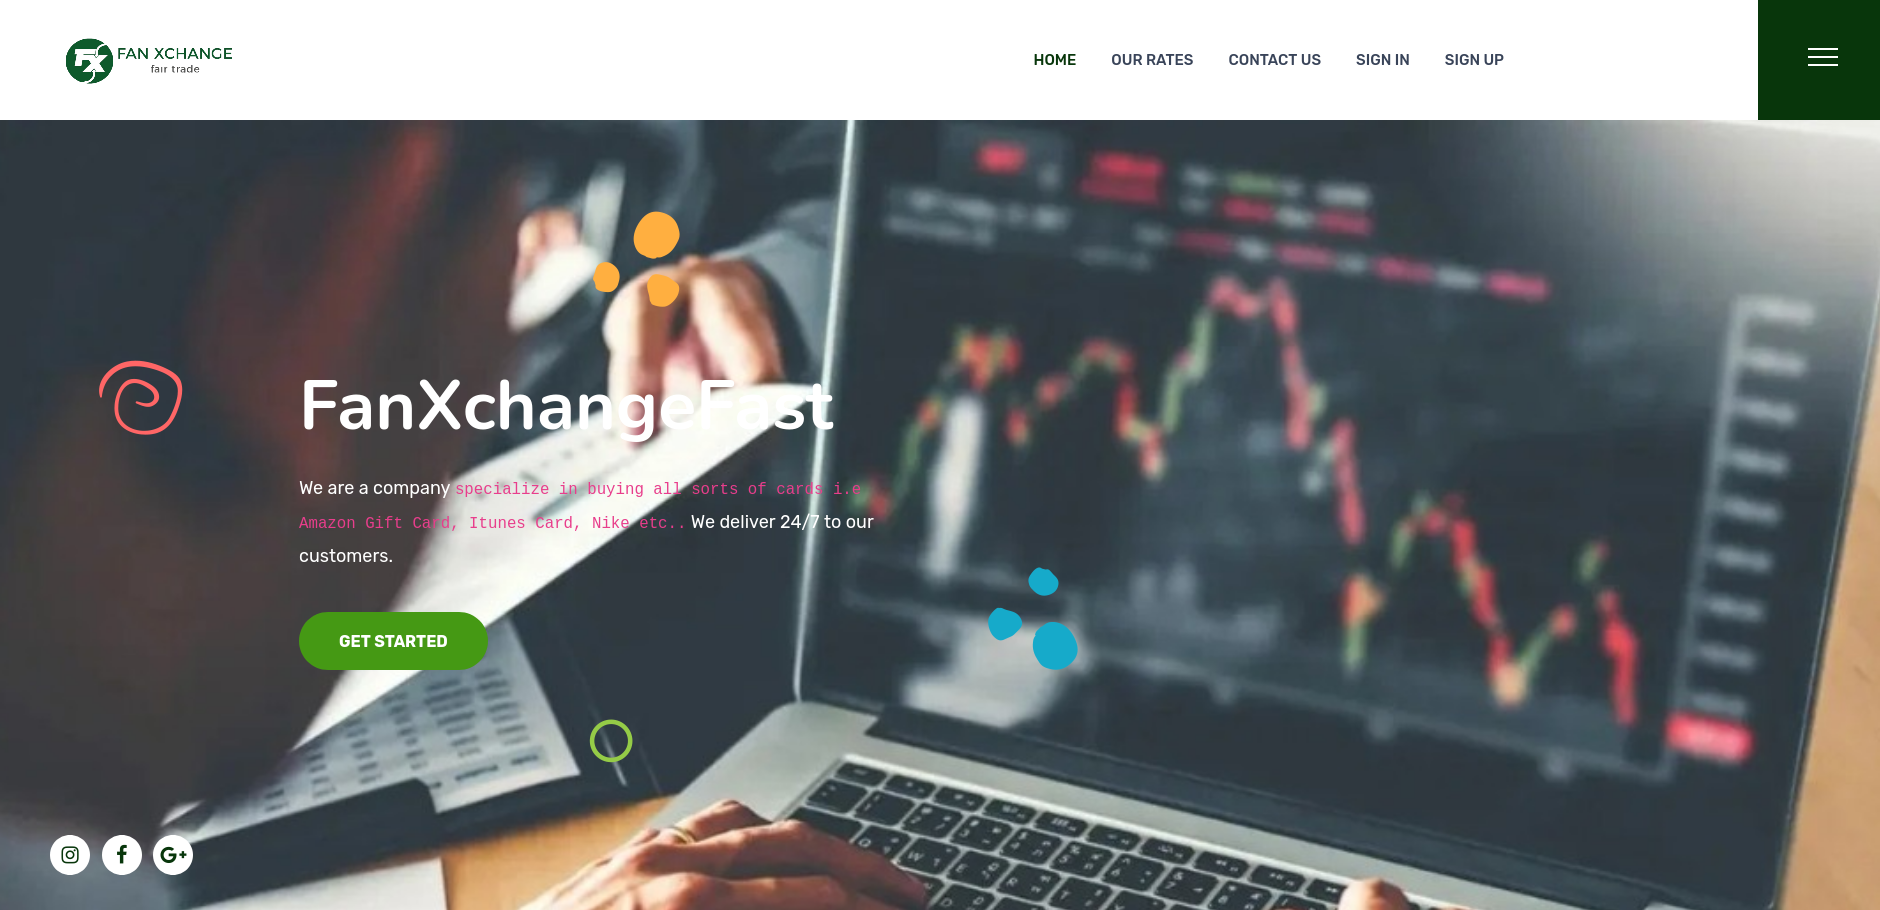 FX
FAN XCHANGE
fair trade
HOME
OUR RATES
CONTACT US
SIGN IN
SIGN UP
FanXchangeFast
We are a company specialize in buying all sorts of cards i.e
Amazon Gift Card, Itunes Card, Nike etc.. We deliver 24/7 to our
customers.
GET STARTED